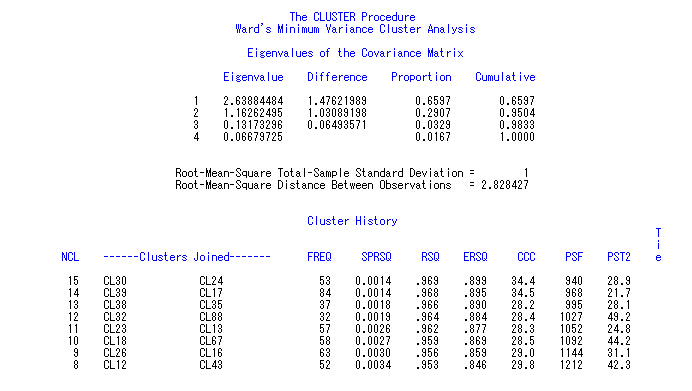 The CLUSTER Procedure
Ward's Minimum Variance Cluster Analysis
Eigenvalues of the Covariance Matrix
Eigenvalue Difference Proportion Cumulative
1 2.63884484 1.47621989 0.6597 0.6597
2 1.16262495 1.03089198 0.2907 0.9504
3 0.13173296 0.06493571 0.0329 0.9833
4 0.06679725 0.0167 1.0000
Root-Mean-Square Total-Sample Standard Deviation = 1
Root-Mean-Square Distance Between Observations = 2.828427
Cluster History
T
i
NCL ------Clusters Joined------- FREQ SPRSQ RSQ ERSQ CCC PSF PST2 e
15 CL30 CL24 53 0.0014 .969 .899 34.4 940 28.9
14 CL39 CL17 84 0.0014 .968 .895 34.5 968 21.7
13 CL38 CL35 37 0.0018 .966 .890 28.2 995 28.1
12 CL32 CL88 32 0.0019 .964 .884 28.4 1027 49.2
11 CL23 CL13 57 0.0026 .962 .877 28.3 1052 24.8
10 CL18 CL67 58 0.0027 .959 .869 28.5 1092 44.2
9 CL26 CL16 63 0.0030 .956 .859 29.0 1144 31.1
8 CL12 CL43 52 0.0034 .953 .846 29.8 1212 42.3